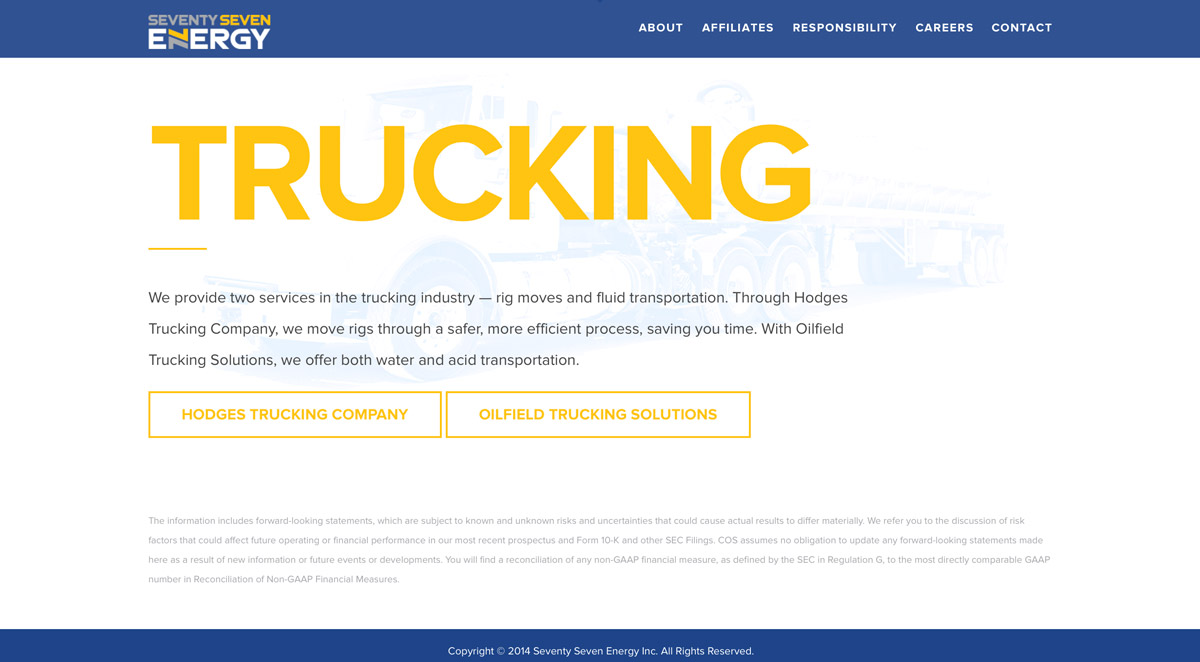 SEVENTY SEVEN
ENERGY
ABOUT AFFILIATES RESPONSIBILITY CAREERS CONTACT
TRUCKING
We provide two services in the trucking industry — rig moves and fluid transportation. Through Hodges
Trucking Company, we move rigs through a safer, more efficient process, saving you time. With Oilfield
Trucking Solutions, we offer both water and acid transportation.
HODGES TRUCKING COMPANY OILFIELD TRUCKING SOLUTIONS
The information includes forward-looking statements, which are subject to known and unknown risks and uncertainties that could cause actual results to differ materially. We refer you to the discussion of risk
factors that could affect future operating or financial performance in our most recent prospectus and Form 10-K and other SEC Filings. COS assumes no obligation to update any forward-looking statements made
here as a result of new information or future events or developments. You will find a reconciliation of any non-GAAP financial measure, as defined by the SEC in Regulation G, to the most directly comparable GAAP
number in Reconciliation of Non-GAAP Financial Measures.
Copyright © 2014 Seventy Seven Energy Inc. All Rights Reserved.